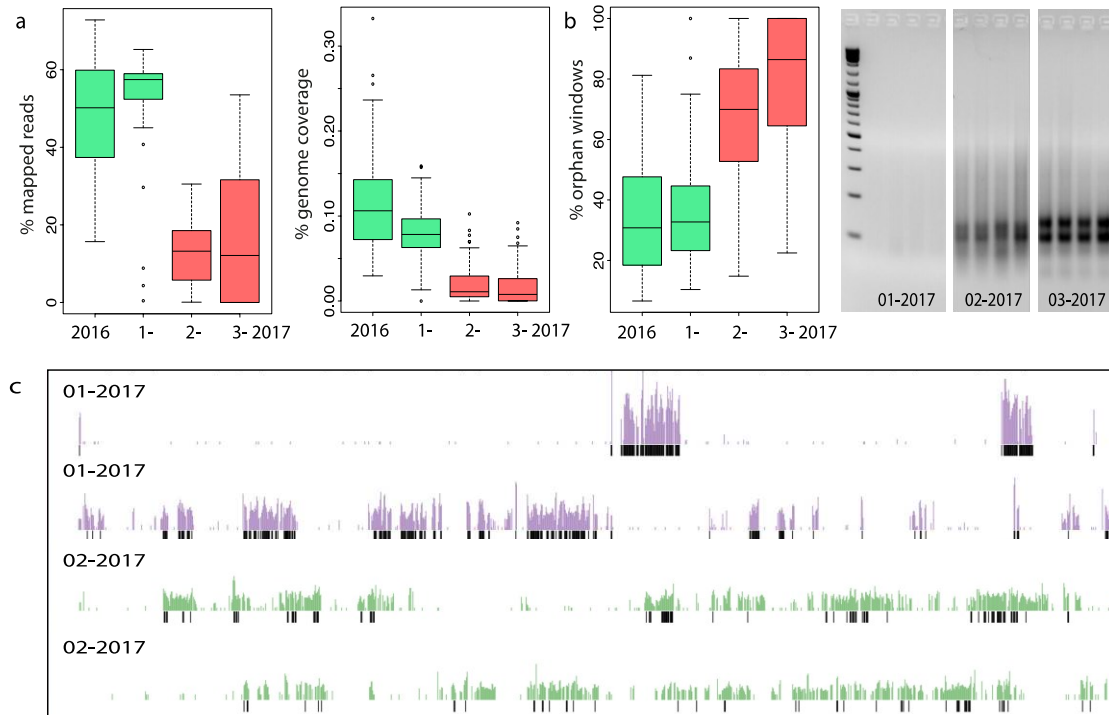 a
% mapped reads
60
40
20
0
2016 1- 2- 3- 2017
% genome coverage
0.30
0.20
0.10
0.00
2016 1- 2- 3- 2017
b
% orphan windows
100
80
60
40
20
2016 1- 2- 3- 2017
01-2017 02-2017 03-2017
c
01-2017
01-2017
02-2017
02-2017